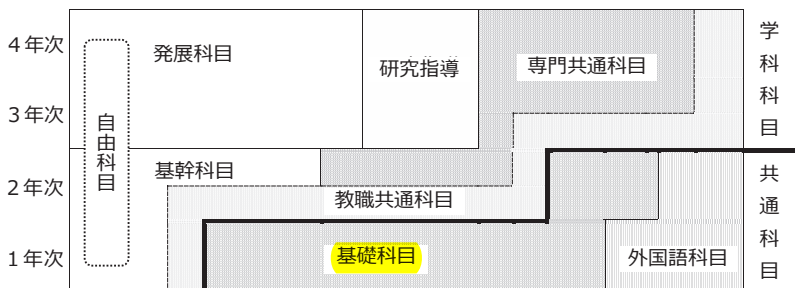 4年次
3年次
2年次
1年次
自由科目
発展科目
研究指導
専門共通科目
基幹科目
教職共通科目
基礎科目
外国語科目
学科科目
共通科目